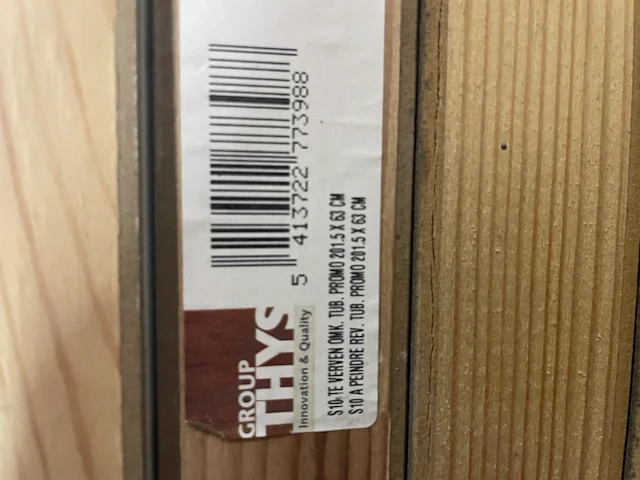 GROUP
THYS
Innovation & Quality
5 413722 773988
S10-TE VERVEN OMK. TUB. PROMO 201.5 X 63 CM
S10 A PEINDRE REV. TUB. PROMO 201.5 X 63 CM